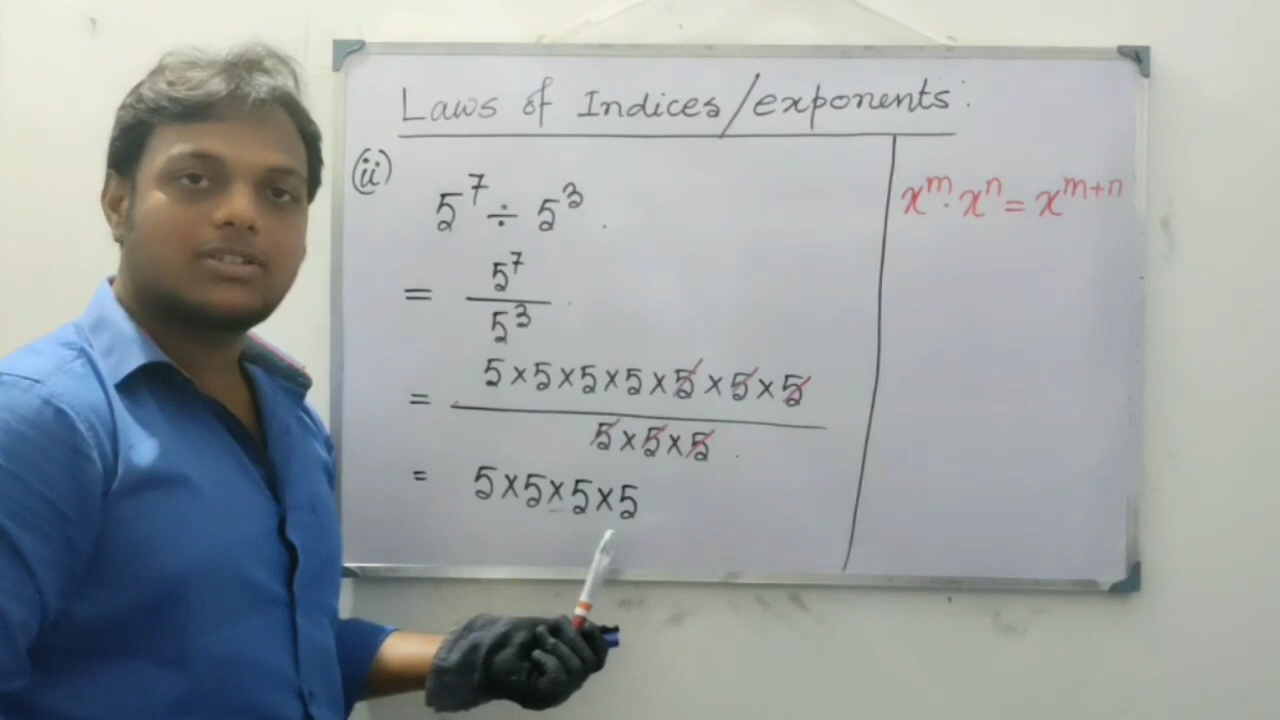 Laws of Indices/exponents:
(ii)
5⁷ ÷ 5³.
= 5⁷
5³
= 5×5×5×5×5×5×5
5×5×5
= 5×5×5×5
xᵐ·xⁿ = xᵐ⁺ⁿ